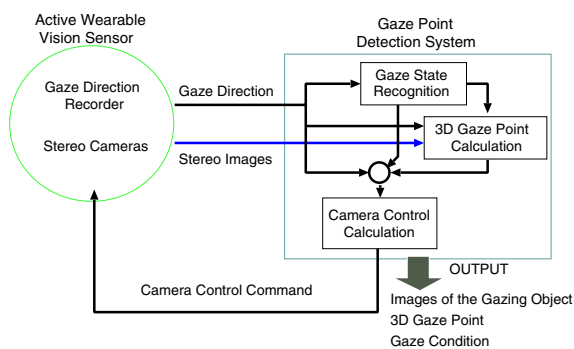 Active Wearable
Vision Sensor
Gaze Point
Detection System
Gaze Direction
Recorder
Gaze Direction
Gaze State
Recognition
Stereo Cameras
Stereo Images
3D Gaze Point
Calculation
Camera Control
Calculation
Camera Control Command
OUTPUT
Images of the Gazing Object
3D Gaze Point
Gaze Condition